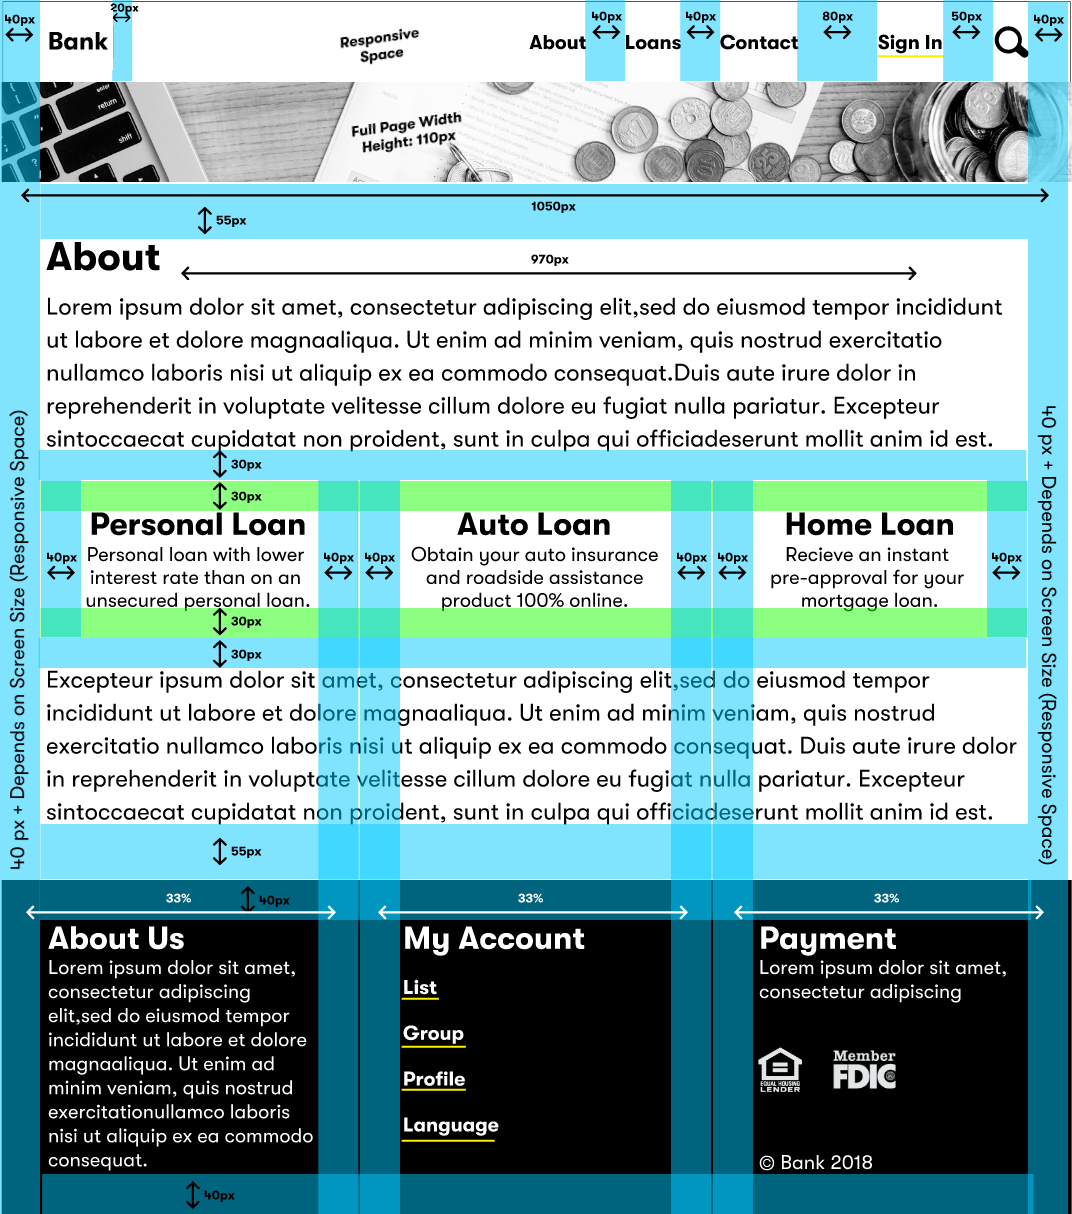 40px
20px
Bank
Responsive
Space
About
40px
Loans
40px
Contact
80px
Sign In
50px
40px
enter
return
shift
Full Page Width
Height: 110px
1050px
55px
About
970px
Lorem ipsum dolor sit amet, consectetur adipiscing elit,sed do eiusmod tempor incididunt
ut labore et dolore magnaaliqua. Ut enim ad minim veniam, quis nostrud exercitatio
nullamco laboris nisi ut aliquip ex ea commodo consequat.Duis aute irure dolor in
reprehenderit in voluptate velitesse cillum dolore eu fugiat nulla pariatur. Excepteur
sintoccaecat cupidatat non proident, sunt in culpa qui officiadeserunt mollit anim id est.
40 px + Depends on Screen Size (Responsive Space)
40 px + Depends on Screen Size (Responsive Space)
30px
30px
40px
Personal Loan
Personal loan with lower
interest rate than on an
unsecured personal loan.
40px
40px
Auto Loan
Obtain your auto insurance
and roadside assistance
product 100% online.
40px
40px
Home Loan
Recieve an instant
pre-approval for your
mortgage loan.
40px
30px
30px
Excepteur ipsum dolor sit amet, consectetur adipiscing elit,sed do eiusmod tempor
incididunt ut labore et dolore magnaaliqua. Ut enim ad minim veniam, quis nostrud
exercitatio nullamco laboris nisi ut aliquip ex ea commodo consequat. Duis aute irure dolor
in reprehenderit in voluptate velitesse cillum dolore eu fugiat nulla pariatur. Excepteur
sintoccaecat cupidatat non proident, sunt in culpa qui officiadeserunt mollit anim id est.
55px
33%
40px
33%
33%
About Us
Lorem ipsum dolor sit amet,
consectetur adipiscing
elit,sed do eiusmod tempor
incididunt ut labore et dolore
magnaaliqua. Ut enim ad
minim veniam, quis nostrud
exercitationullamco laboris
nisi ut aliquip ex ea commodo
consequat.
My Account
List
Group
Profile
Language
Payment
Lorem ipsum dolor sit amet,
consectetur adipiscing
EQUAL HOUSING
LENDER
Member
FDIC
© Bank 2018
40px